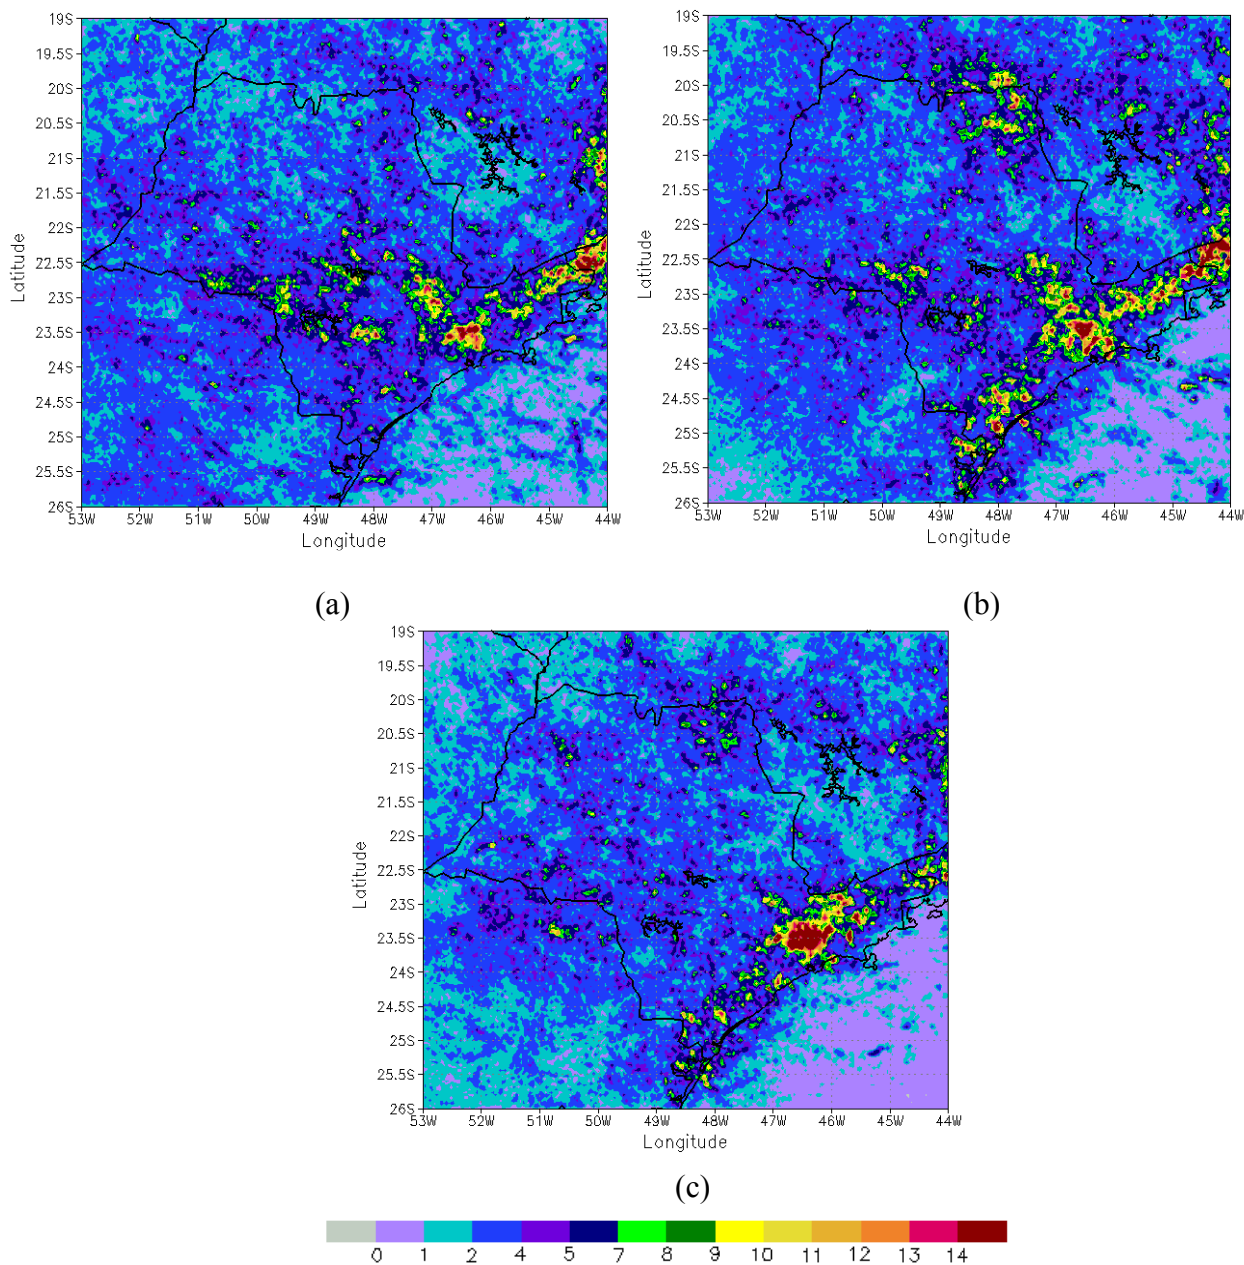 19S
19.5S
20S
20.5S
21S
21.5S
22S
22.5S
23S
23.5S
24S
24.5S
25S
25.5S
26S
Latitude
53W 52W 51W 50W 49W 48W 47W 46W 45W 44W
Longitude
(a)
19S
19.5S
20S
20.5S
21S
21.5S
22S
22.5S
23S
23.5S
24S
24.5S
25S
25.5S
26S
Latitude
53W 52W 51W 50W 49W 48W 47W 46W 45W 44W
Longitude
(b)
19S
19.5S
20S
20.5S
21S
21.5S
22S
22.5S
23S
23.5S
24S
24.5S
25S
25.5S
26S
Latitude
53W 52W 51W 50W 49W 48W 47W 46W 45W 44W
Longitude
(c)
0 1 2 4 5 7 8 9 10 11 12 13 14